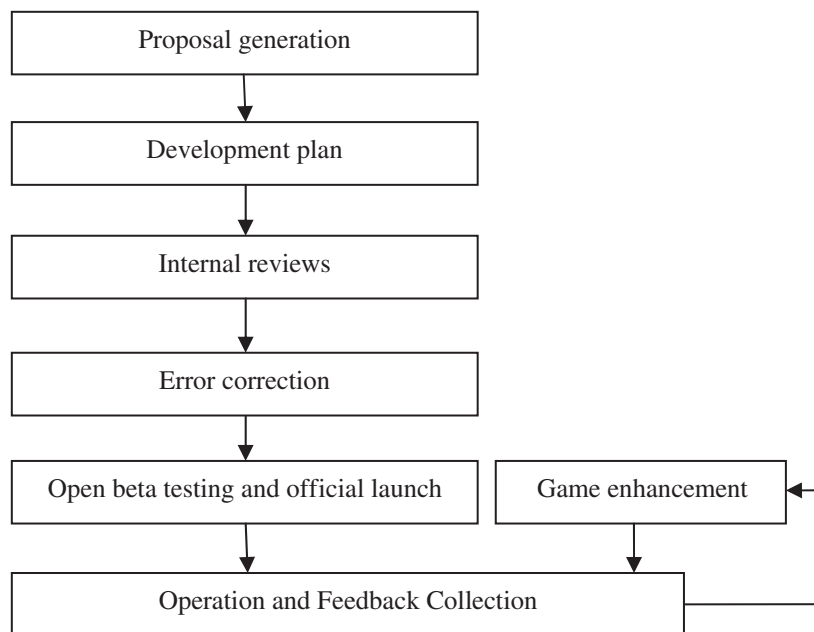 Proposal generation
Development plan
Internal reviews
Error correction
Open beta testing and official launch
Game enhancement
Operation and Feedback Collection